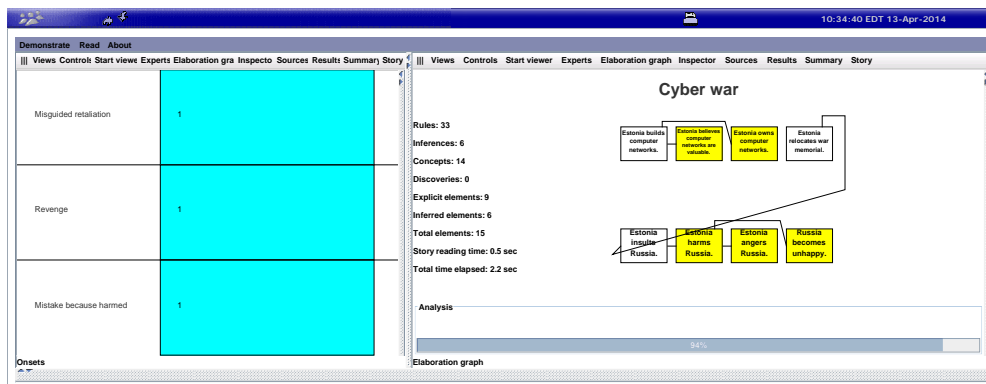 10:34:40 EDT 13-Apr-2014
Demonstrate Read About
||| Views Controls Start viewe Experts Elaboration gra Inspecto Sources Results Summary Story
Misguided retaliation 1
Revenge 1
Mistake because harmed 1
Onsets
||| Views Controls Start viewer Experts Elaboration graph Inspector Sources Results Summary Story
Cyber war
Rules: 33
Inferences: 6
Concepts: 14
Discoveries: 0
Explicit elements: 9
Inferred elements: 6
Total elements: 15
Story reading time: 0.5 sec
Total time elapsed: 2.2 sec
Estonia builds
computer
networks.
Estonia believes
computer
networks are
valuable.
Estonia owns
computer
networks.
Estonia
relocates war
memorial.
Estonia
insults
Russia.
Estonia
harms
Russia.
Estonia
angers
Russia.
Russia
becomes
unhappy.
Analysis
94%
Elaboration graph